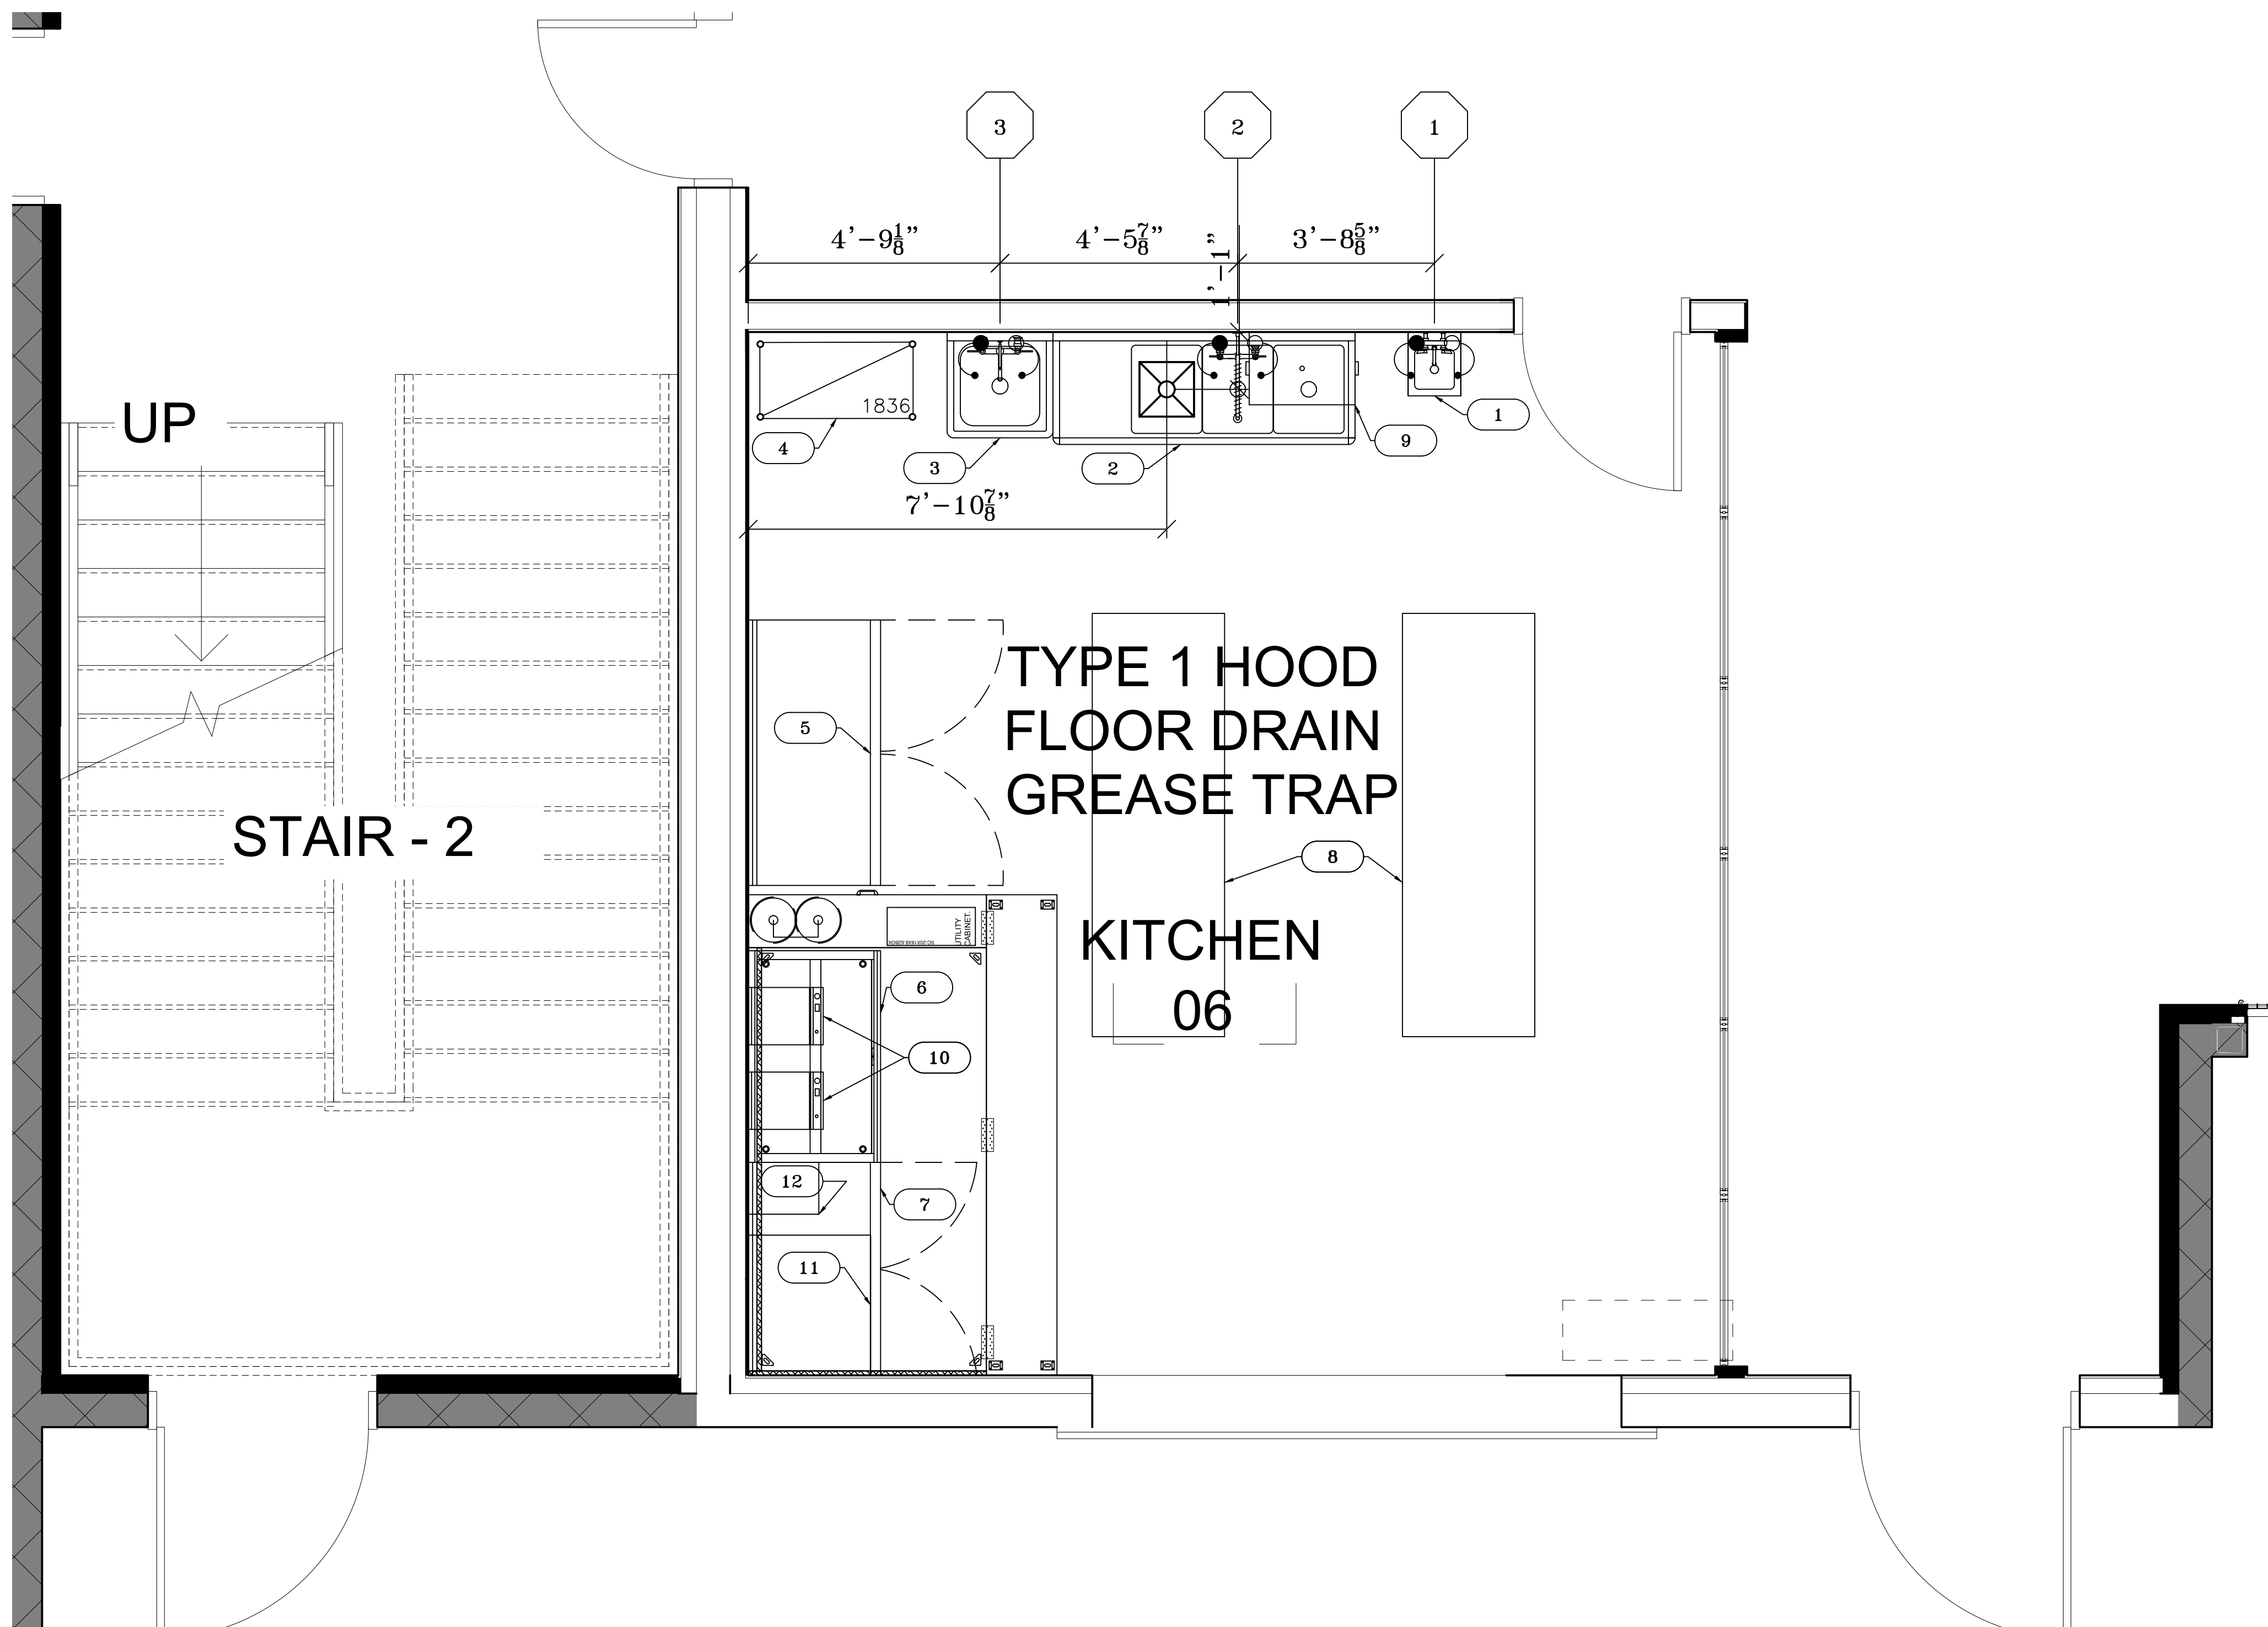 3 2 1
4'-9 1/8" 4'-5 7/8" 3'-8 5/8"
1'-1"
UP
1836
1
9
4
3
2
7'-10 7/8"
TYPE 1 HOOD
FLOOR DRAIN
GREASE TRAP
5
STAIR - 2
8
UTILITY
CABINET.
KITCHEN
06
6
10
12
7
11